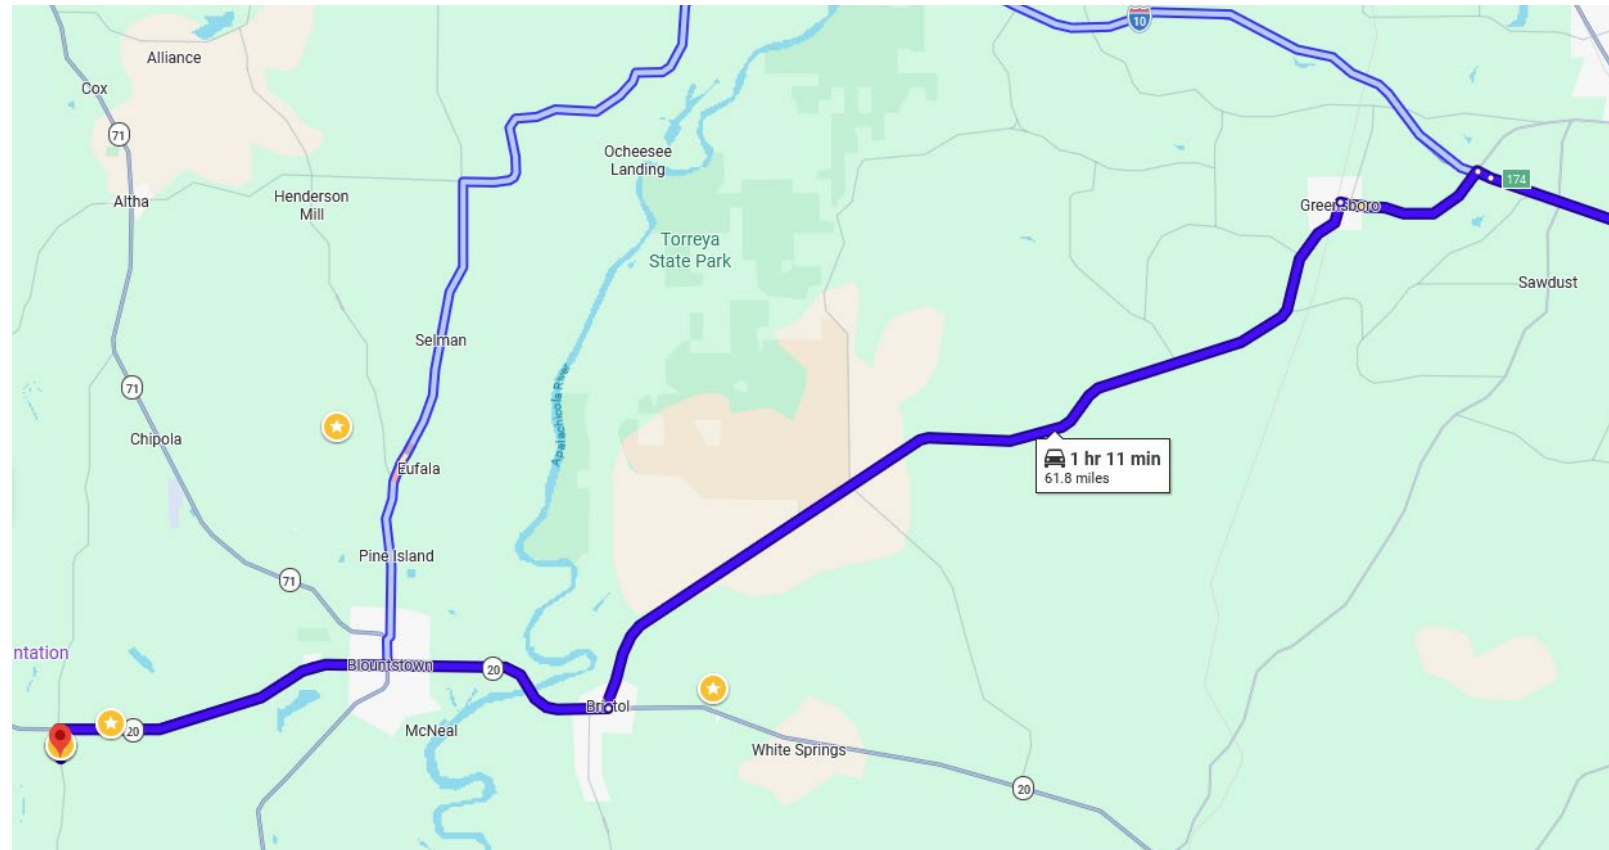 10
Alliance
Cox
71
Ocheesee
Landing
Altha
Henderson
Mill
174
Greensboro
Torreya
State Park
Sawdust
Selman
71
Apalachicola River
Chipola
1 hr 11 min
61.8 miles
Eufala
Pine Island
71
ntation
Blountstown
20
Bristol
20
McNeal
White Springs
20